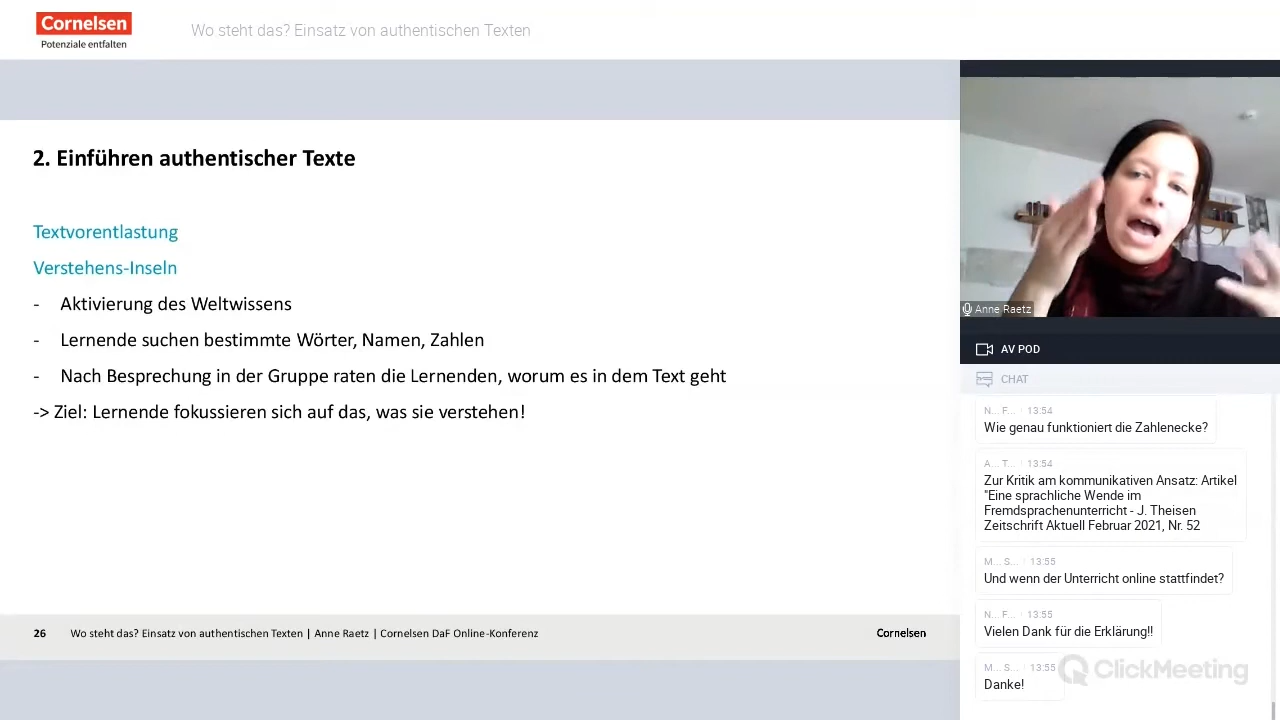 Cornelsen
Potenziale entfalten
Wo steht das? Einsatz von authentischen Texten
2. Einführen authentischer Texte
Textvorentlastung
Verstehens-Inseln
- Aktivierung des Weltwissens
- Lernende suchen bestimmte Wörter, Namen, Zahlen
- Nach Besprechung in der Gruppe raten die Lernenden, worum es in dem Text geht
-> Ziel: Lernende fokussieren sich auf das, was sie verstehen!
26 Wo steht das? Einsatz von authentischen Texten | Anne Raetz | Cornelsen DaF Online-Konferenz
Cornelsen
Anne Raetz
AV POD
CHAT
N... F... 13:54
Wie genau funktioniert die Zahlenecke?
A... T... 13:54
Zur Kritik am kommunikativen Ansatz: Artikel
"Eine sprachliche Wende im
Fremdsprachenunterricht - J. Theisen
Zeitschrift Aktuell Februar 2021, Nr. 52
M... S... 13:55
Und wenn der Unterricht online stattfindet?
N... F... 13:55
Vielen Dank für die Erklärung!!
M... S... 13:55
Danke!
ClickMeeting